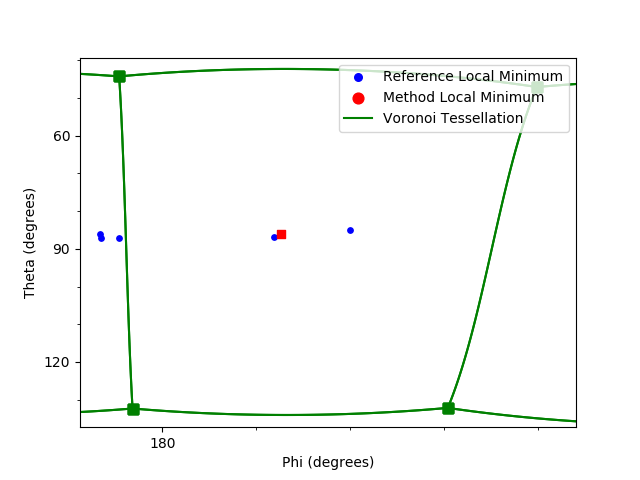 Reference Local Minimum
Method Local Minimum
Voronoi Tessellation
60
90
120
Theta (degrees)
180
Phi (degrees)